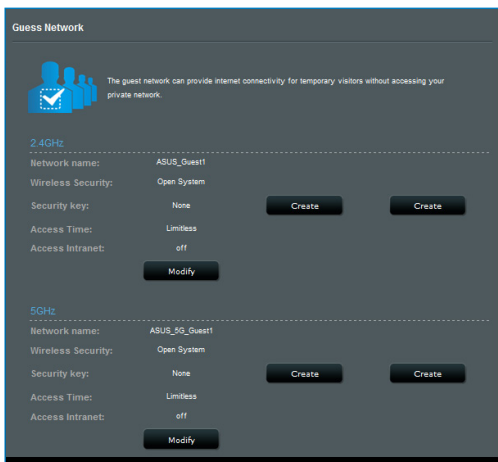 Guess Network
The guest network can provide internet connectivity for temporary visitors without accessing your
private network.
2.4GHz
Network name: ASUS_Guest1
Wireless Security: Open System
Security key: None Create Create
Access Time: Limitless
Access Intranet: off
Modify
5GHz
Network name: ASUS_5G_Guest1
Wireless Security: Open System
Security key: None Create Create
Access Time: Limitless
Access Intranet: off
Modify